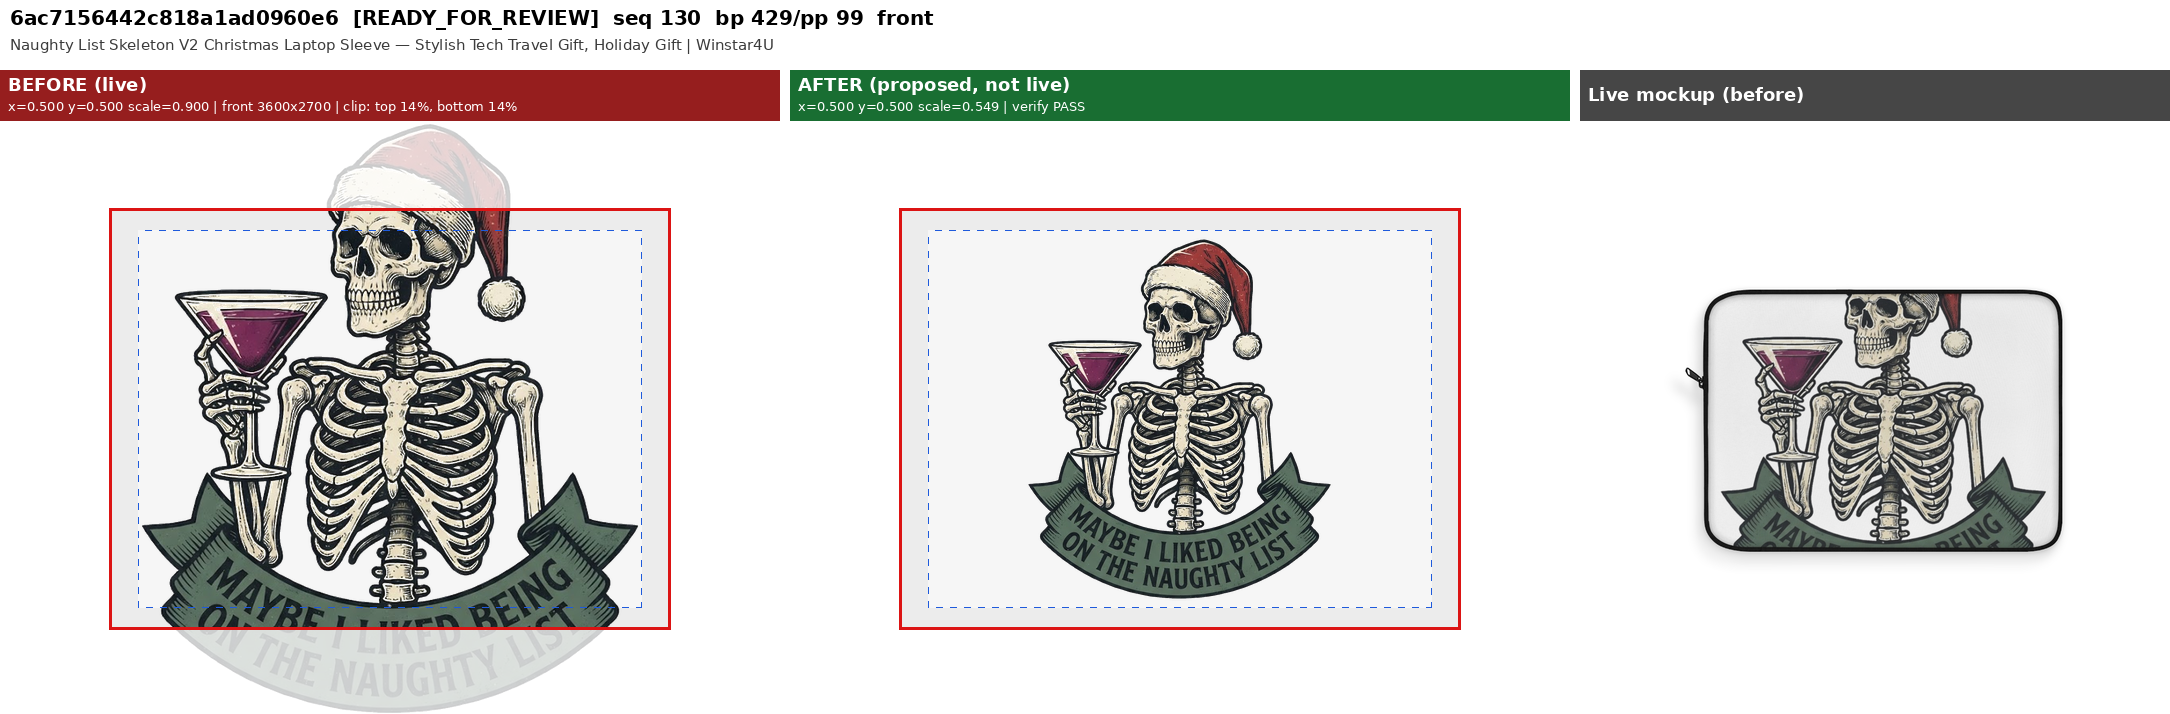 6ac7156442c818a1ad0960e6 [READY_FOR_REVIEW] seq 130 bp 429/pp 99 front
Naughty List Skeleton V2 Christmas Laptop Sleeve — Stylish Tech Travel Gift, Holiday Gift | Winstar4U
BEFORE (live)
x=0.500 y=0.500 scale=0.900 | front 3600x2700 | clip: top 14%, bottom 14%
AFTER (proposed, not live)
x=0.500 y=0.500 scale=0.549 | verify PASS
Live mockup (before)
MAYBE I LIKED BEING
ON THE NAUGHTY LIST
MAYBE I LIKED BEING
ON THE NAUGHTY LIST
MAYBE
BEING